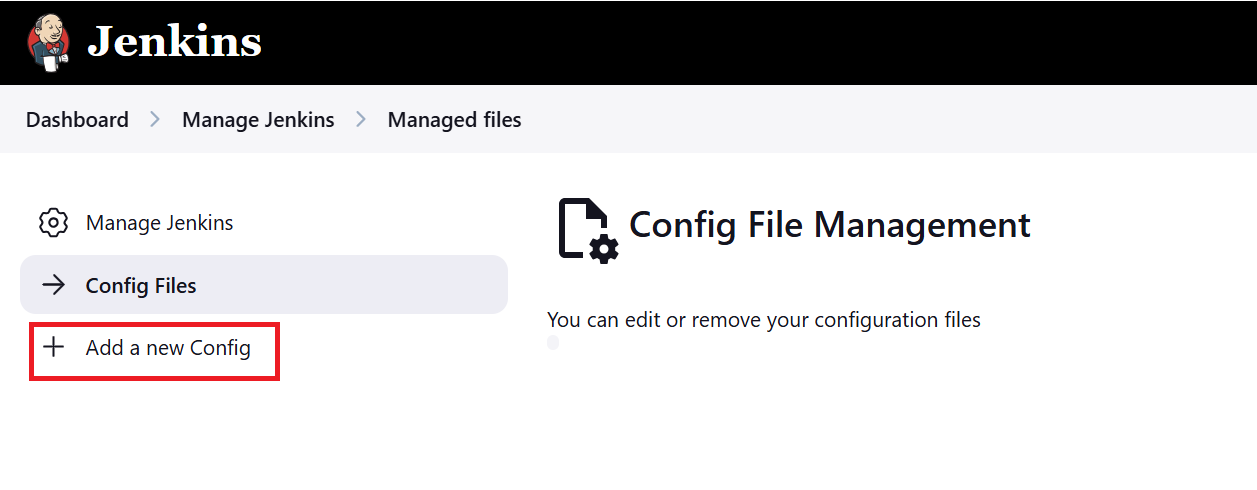 Jenkins
Dashboard > Manage Jenkins > Managed files
Manage Jenkins
Config Files
Add a new Config
Config File Management
You can edit or remove your configuration files